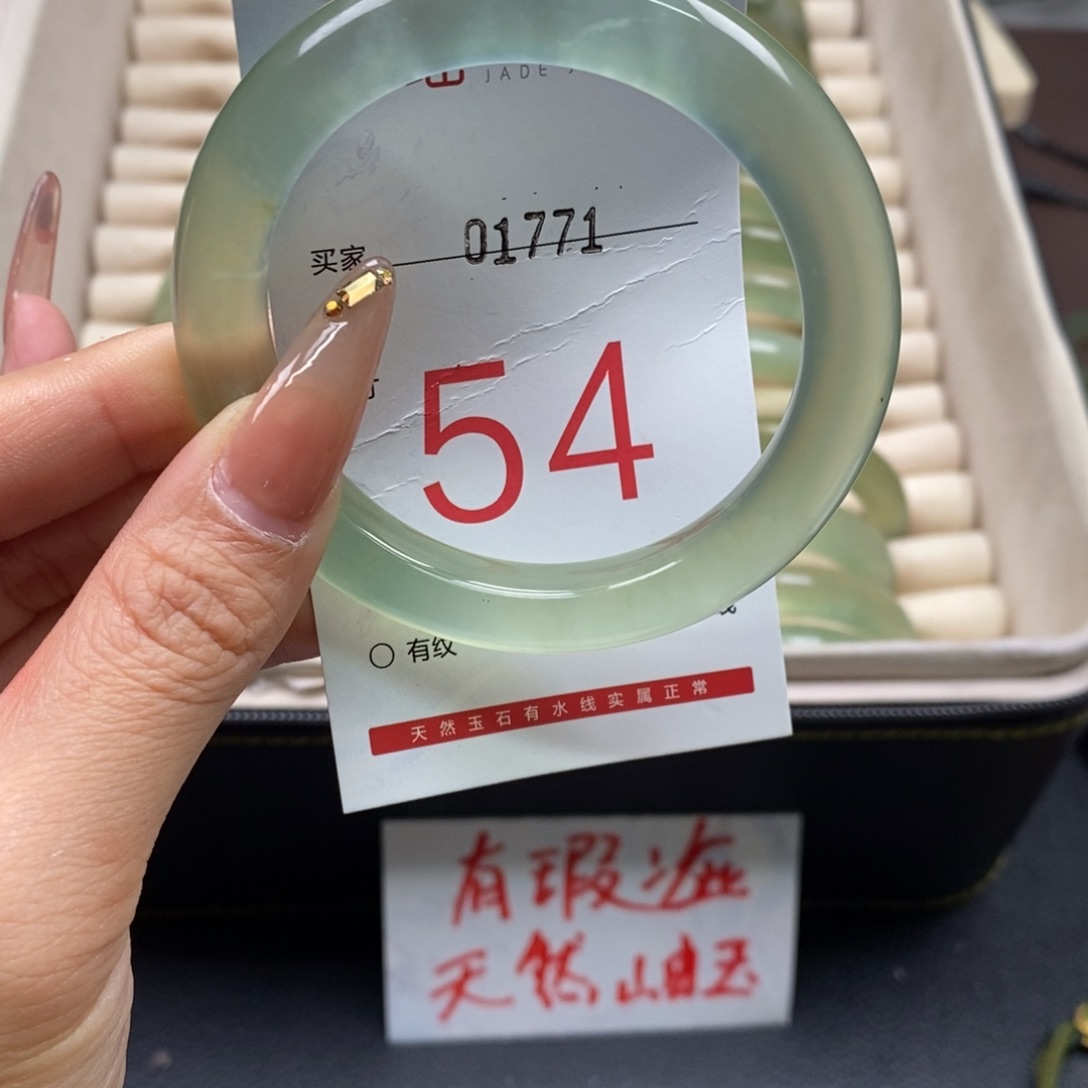 JADE
买家 01771
54
有纹
天然玉石有水线实属正常
有瑕疵
天然岫玉